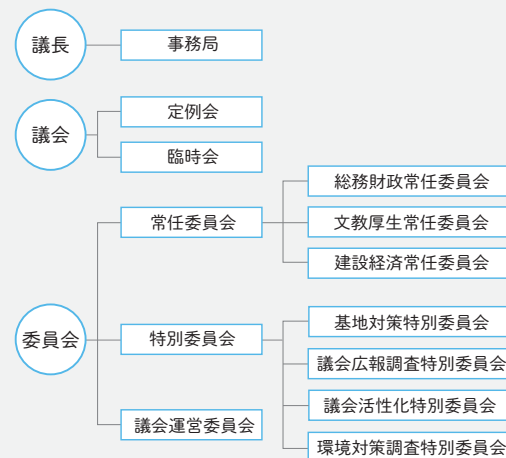 議長
事務局
議会
定例会
臨時会
委員会
常任委員会
総務財政常任委員会
文教厚生常任委員会
建設経済常任委員会
特別委員会
基地対策特別委員会
議会広報調査特別委員会
議会活性化特別委員会
環境対策調査特別委員会
議会運営委員会